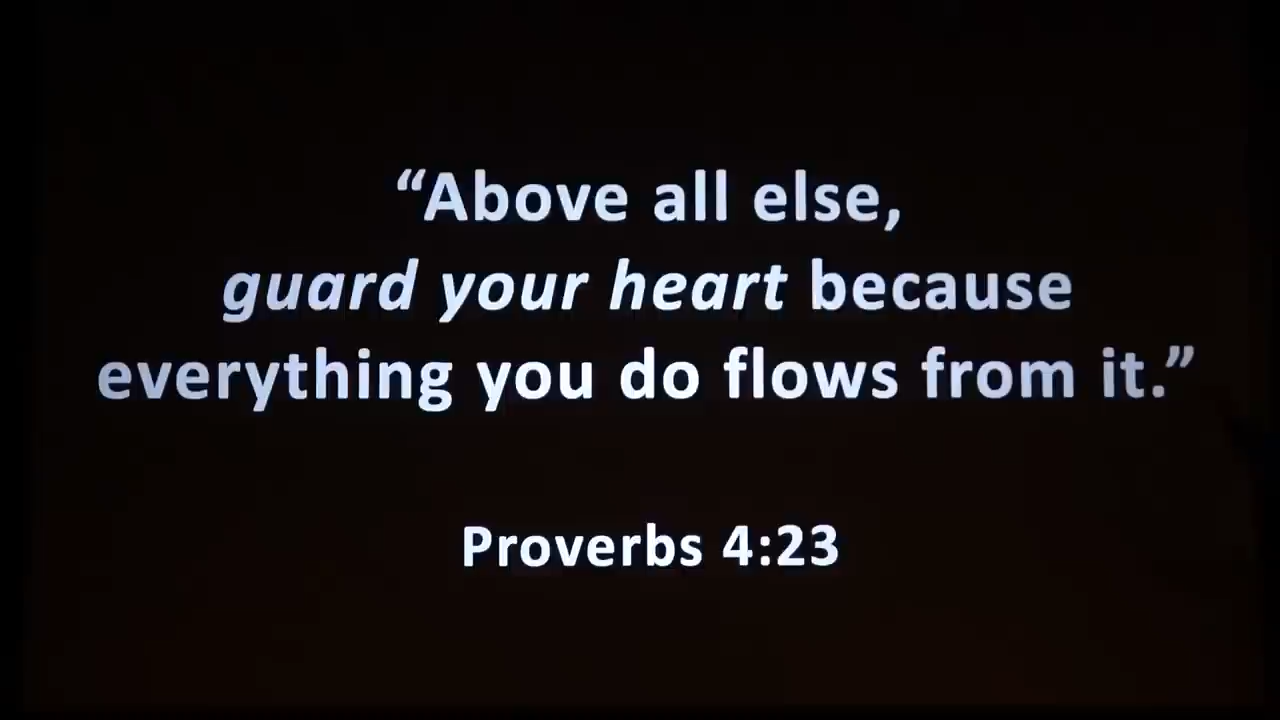 “Above all else,
guard your heart because
everything you do flows from it.”
Proverbs 4:23